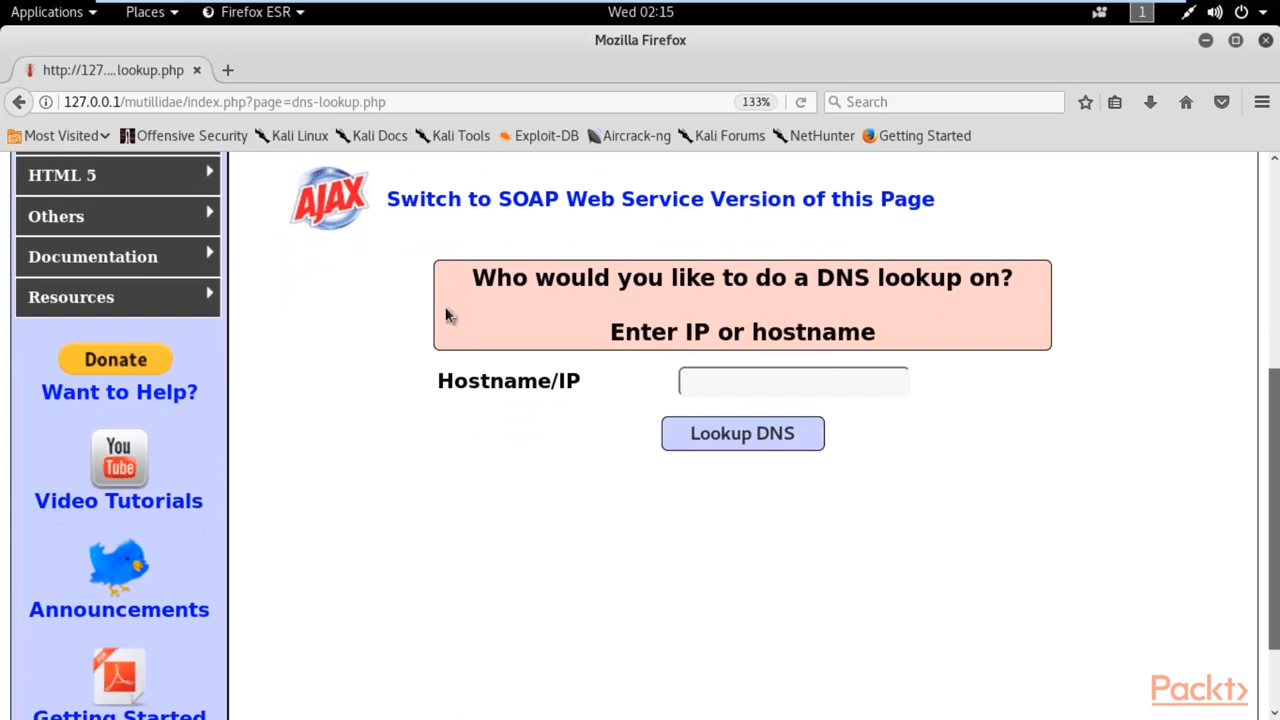 Applications Places Firefox ESR Wed 02:15 1
Mozilla Firefox
http://127....lookup.php
127.0.0.1/mutillidae/index.php?page=dns-lookup.php 133% Search
Most Visited Offensive Security Kali Linux Kali Docs Kali Tools Exploit-DB Aircrack-ng Kali Forums NetHunter Getting Started
HTML 5
Others
Documentation
Resources
Donate
Want to Help?
You
Tube
Video Tutorials
Announcements
Getting Started
AJAX
Switch to SOAP Web Service Version of this Page
Who would you like to do a DNS lookup on?
Enter IP or hostname
Hostname/IP
Lookup DNS
Packt>